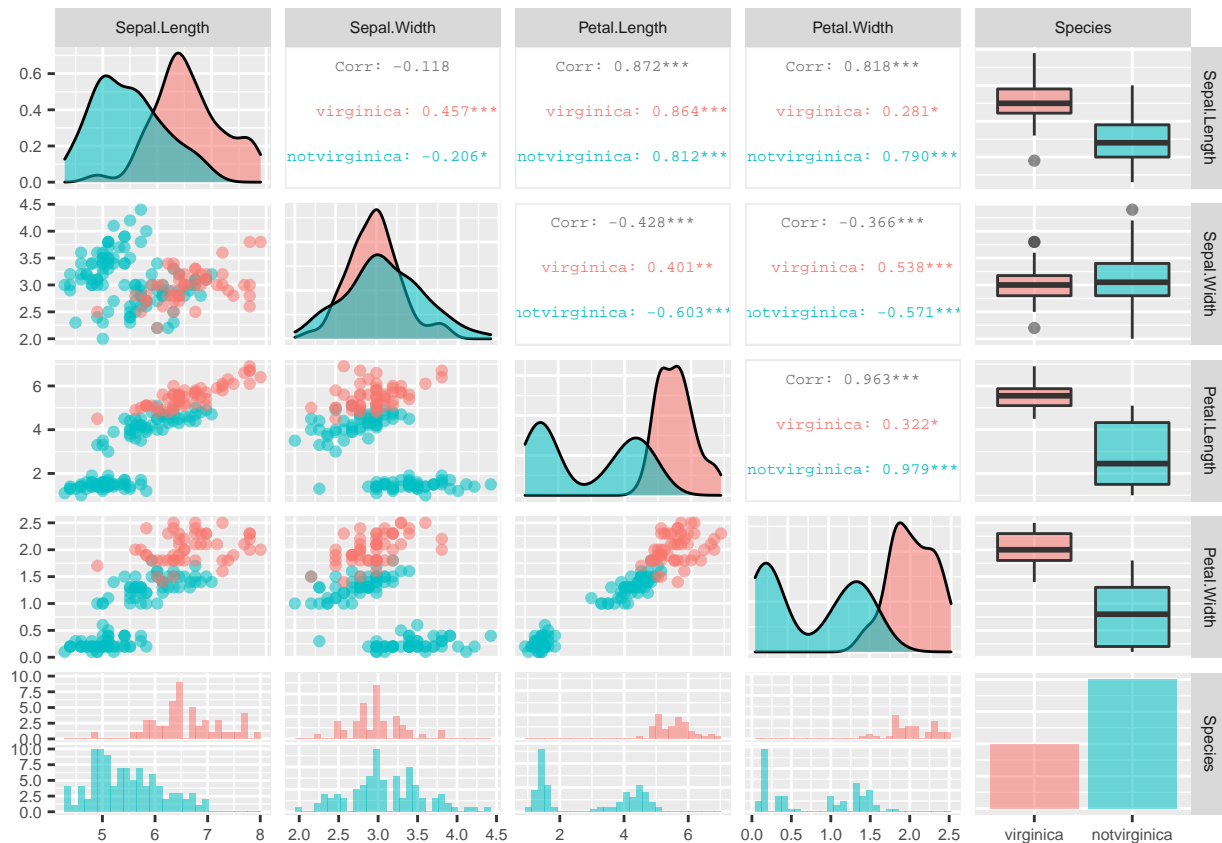 Sepal.Length Sepal.Width Petal.Length Petal.Width Species
0.6
0.4
0.2
0.0
Corr: -0.118
virginica: 0.457***
notvirginica: -0.206*
Corr: 0.872***
virginica: 0.864***
notvirginica: 0.812***
Corr: 0.818***
virginica: 0.281*
notvirginica: 0.790***
Sepal.Length
4.5
4.0
3.5
3.0
2.5
2.0
Corr: -0.428***
virginica: 0.401**
notvirginica: -0.603***
Corr: -0.366***
virginica: 0.538***
notvirginica: -0.571***
Sepal.Width
6
4
2
Corr: 0.963***
virginica: 0.322*
notvirginica: 0.979***
Petal.Length
2.5
2.0
1.5
1.0
0.5
0.0
Petal.Width
10.0
7.5
5.0
2.5
0.0
10.0
7.5
5.0
2.5
0.0
Species
5 6 7 8
2.0 2.5 3.0 3.5 4.0 4.5
2 4 6
0.0 0.5 1.0 1.5 2.0 2.5
virginica notvirginica